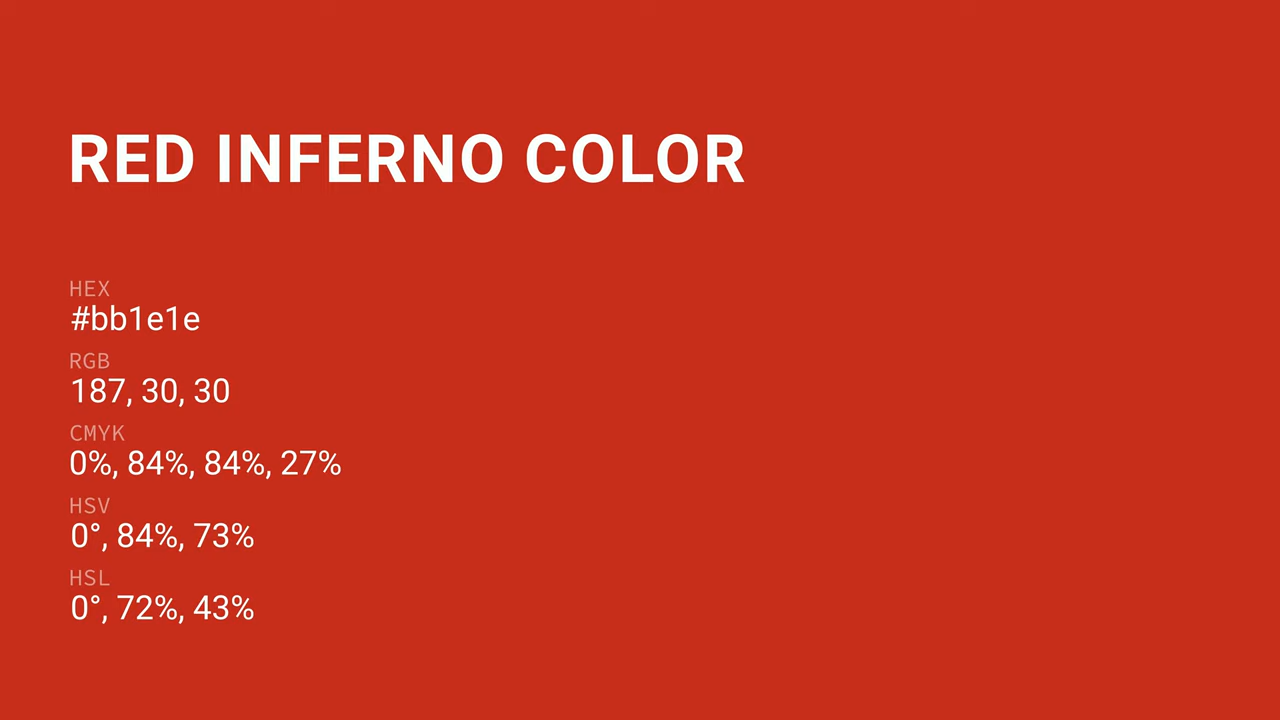 RED INFERNO COLOR
HEX
#bb1e1e
RGB
187, 30, 30
CMYK
0%, 84%, 84%, 27%
HSV
0°, 84%, 73%
HSL
0°, 72%, 43%